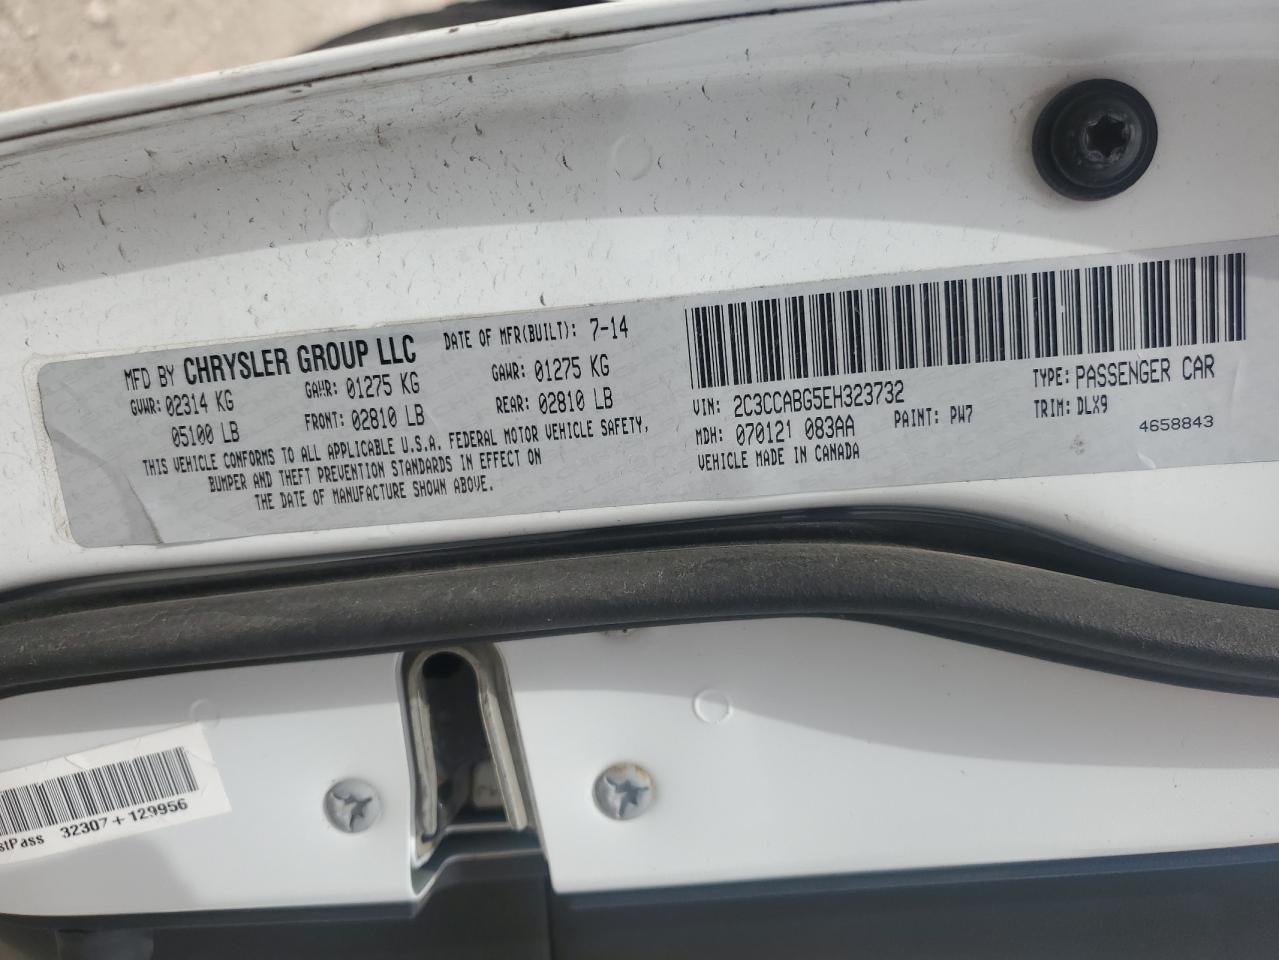 MFD BY CHRYSLER GROUP LLC DATE OF MFR(BUILT): 7-14
GVWR: 02314 KG GAWR: 01275 KG GAWR: 01275 KG
05100 LB FRONT: 02810 LB REAR: 02810 LB
THIS VEHICLE CONFORMS TO ALL APPLICABLE U.S.A. FEDERAL MOTOR VEHICLE SAFETY,
BUMPER AND THEFT PREVENTION STANDARDS IN EFFECT ON
THE DATE OF MANUFACTURE SHOWN ABOVE.
VIN: 2C3CCABG5EH323732 TYPE: PASSENGER CAR
MDH: 070121 083AA PAINT: PW7 TRIM: DLX9
VEHICLE MADE IN CANADA 4658843
stPass 32307+129956